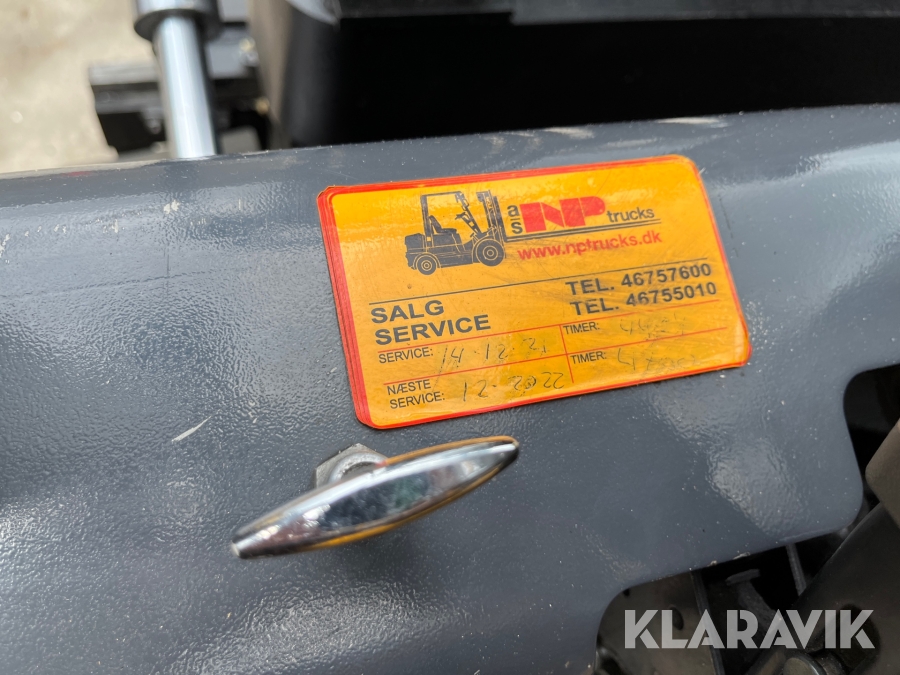 a/s NP trucks
www.nptrucks.dk
SALG TEL. 46757600
SERVICE TEL. 46755010
SERVICE: 14-12-21 TIMER:
NÆSTE
SERVICE: 12-2022 TIMER:
KLARAVIK